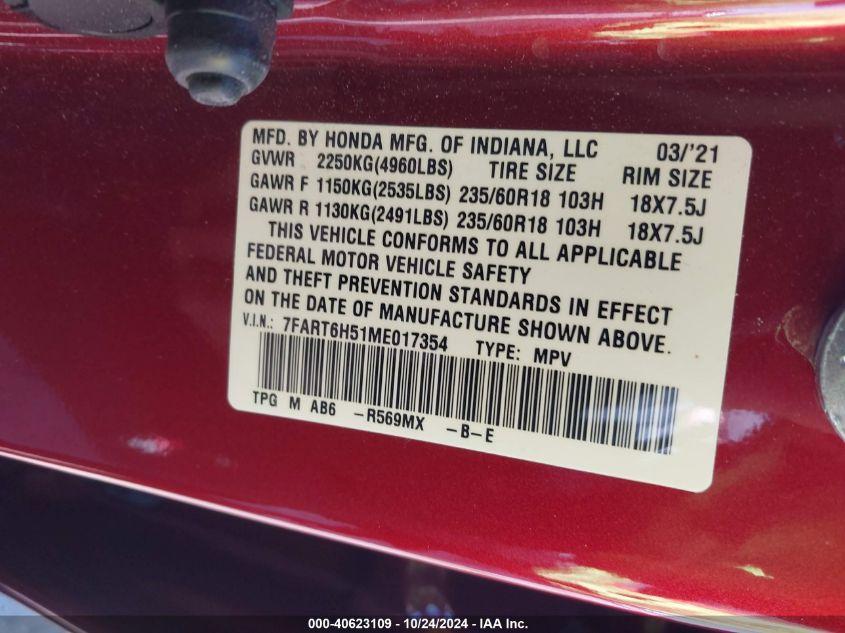 MFD. BY HONDA MFG. OF INDIANA, LLC 03/'21
GVWR 2250KG(4960LBS) TIRE SIZE RIM SIZE
GAWR F 1150KG(2535LBS) 235/60R18 103H 18X7.5J
GAWR R 1130KG(2491LBS) 235/60R18 103H 18X7.5J
THIS VEHICLE CONFORMS TO ALL APPLICABLE
FEDERAL MOTOR VEHICLE SAFETY
AND THEFT PREVENTION STANDARDS IN EFFECT
ON THE DATE OF MANUFACTURE SHOWN ABOVE.
V.I.N.: 7FART6H51ME017354 TYPE: MPV
TPG M AB6 -R569MX -B-E
000-40623109 - 10/24/2024 - IAA Inc.